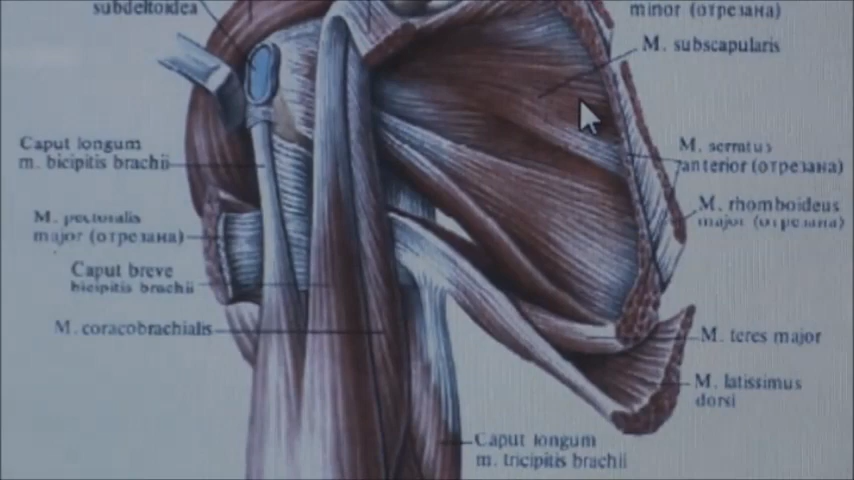 subdeltoidea
minor (отрезана)
M. subscapularis
Caput longum
m. bicipitis brachii
M. serratus
anterior (отрезана)
M. rhomboideus
major (отрезана)
M. pectoralis
major (отрезана)
Caput breve
bicipitis brachii
M. coracobrachialis
M. teres major
M. latissimus
dorsi
Caput longum
m. tricipitis brachii